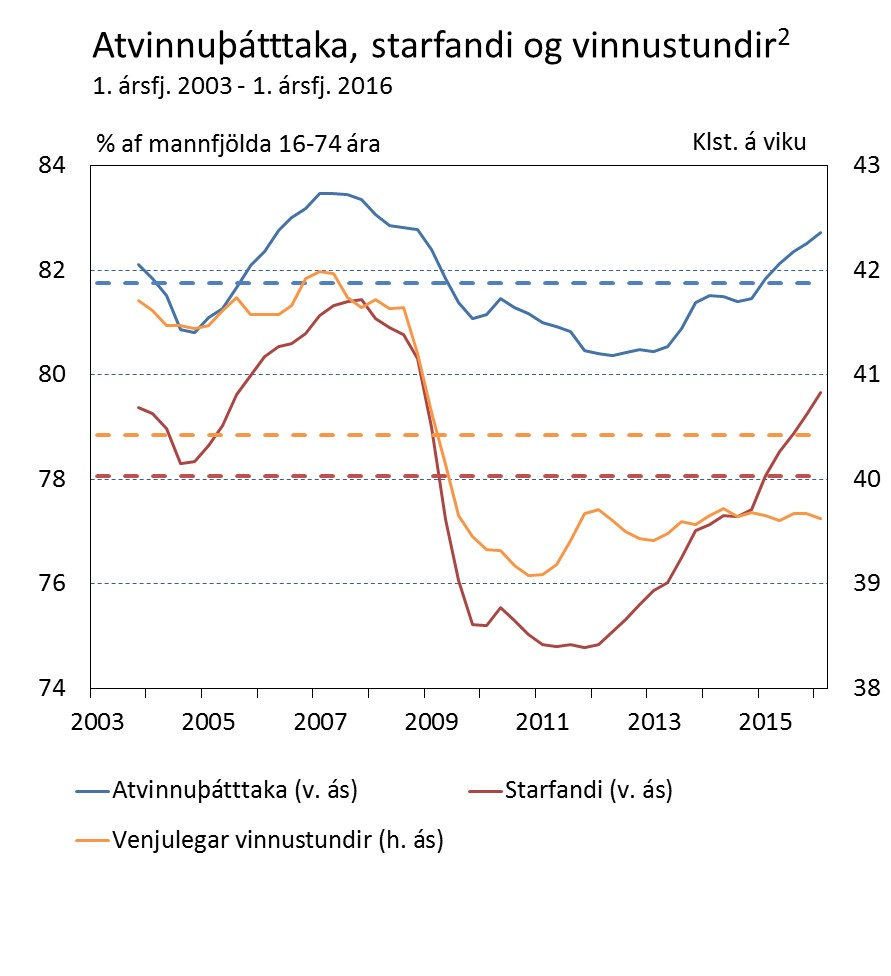 Atvinnuþátttaka, starfandi og vinnustundir²
1. ársfj. 2003 - 1. ársfj. 2016
% af mannfjölda 16-74 ára
Klst. á viku
84
43
82
42
80
41
78
40
76
39
74
38
2003
2005
2007
2009
2011
2013
2015
Atvinnuþátttaka (v. ás)
Starfandi (v. ás)
Venjulegar vinnustundir (h. ás)